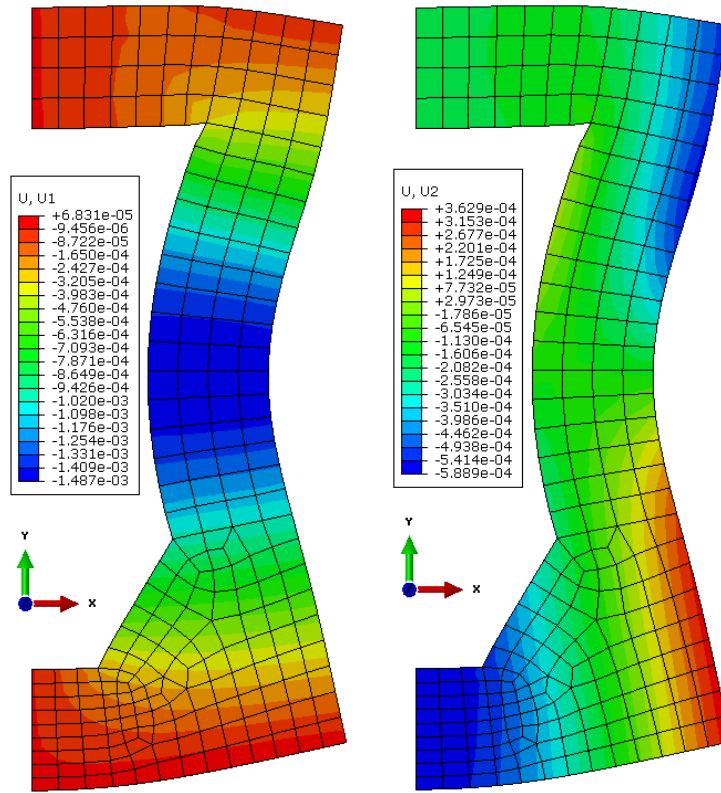 U, U1
+6.831e-05
-9.456e-06
-8.722e-05
-1.650e-04
-2.427e-04
-3.205e-04
-3.983e-04
-4.760e-04
-5.538e-04
-6.316e-04
-7.093e-04
-7.871e-04
-8.649e-04
-9.426e-04
-1.020e-03
-1.098e-03
-1.176e-03
-1.254e-03
-1.331e-03
-1.409e-03
-1.487e-03
Y
X
Z
U, U2
+3.629e-04
+3.153e-04
+2.677e-04
+2.201e-04
+1.725e-04
+1.249e-04
+7.732e-05
+2.973e-05
-1.786e-05
-6.545e-05
-1.130e-04
-1.606e-04
-2.082e-04
-2.558e-04
-3.034e-04
-3.510e-04
-3.986e-04
-4.462e-04
-4.938e-04
-5.414e-04
-5.889e-04
Y
X
Z